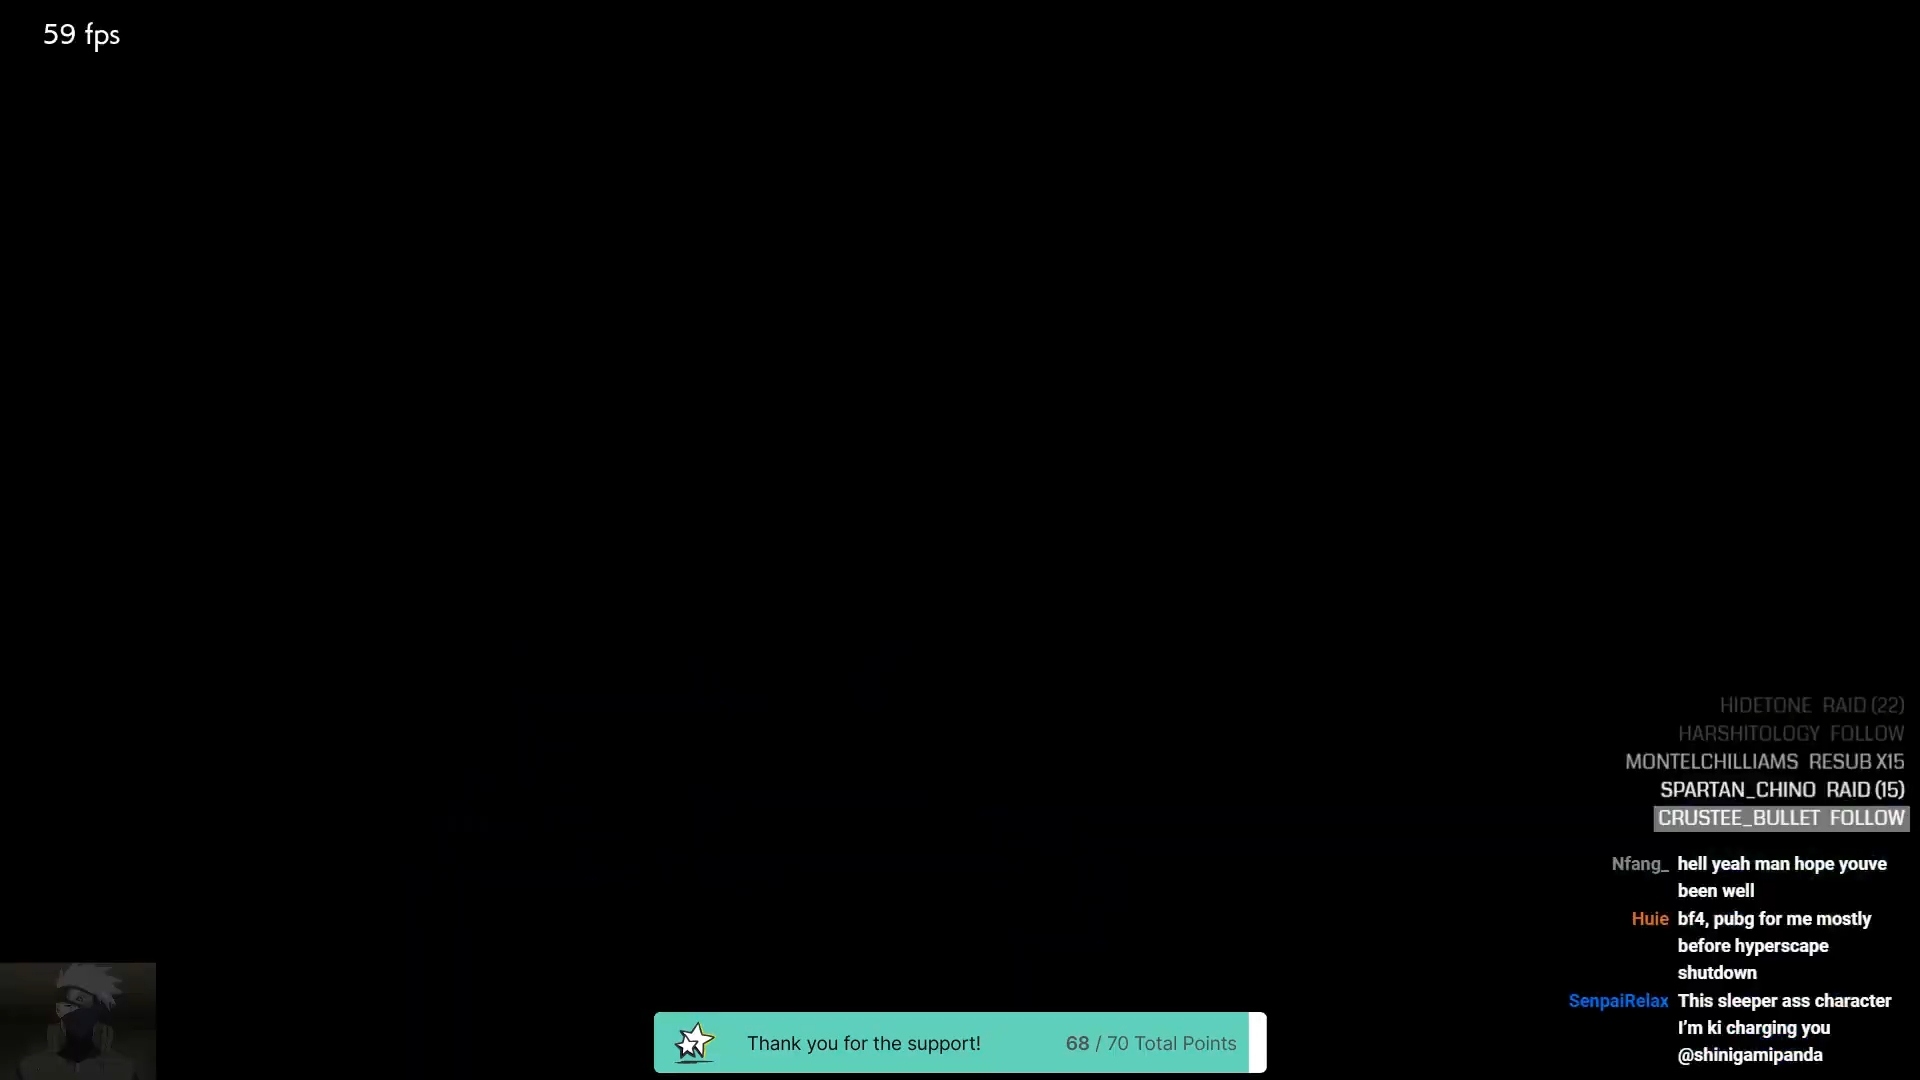 59 fps
HIDETONE RAID (22)
HARSHITOLOGY FOLLOW
MONTELCHILLIAMS RESUB X15
SPARTAN_CHINO RAID (15)
CRUSTEE_BULLET FOLLOW
Nfang_ hell yeah man hope youve
been well
Huie bf4, pubg for me mostly
before hyperscape
shutdown
SenpaiRelax This sleeper ass character
I’m ki charging you
@shinigamipanda
Thank you for the support! 68 / 70 Total Points